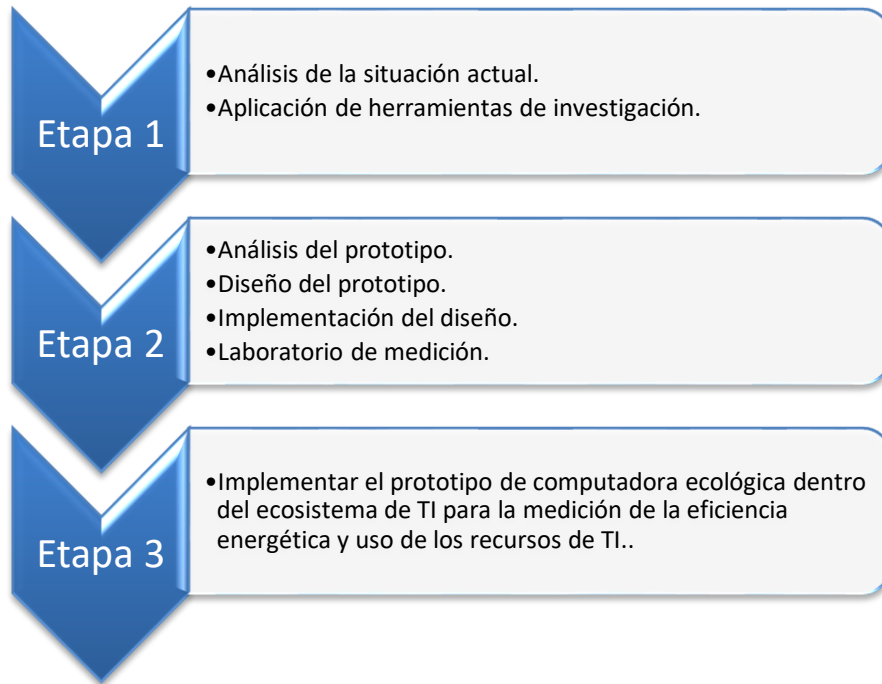 Etapa 1
•Análisis de la situación actual.
•Aplicación de herramientas de investigación.
Etapa 2
•Análisis del prototipo.
•Diseño del prototipo.
•Implementación del diseño.
•Laboratorio de medición.
Etapa 3
•Implementar el prototipo de computadora ecológica dentro
del ecosistema de TI para la medición de la eficiencia
energética y uso de los recursos de TI..